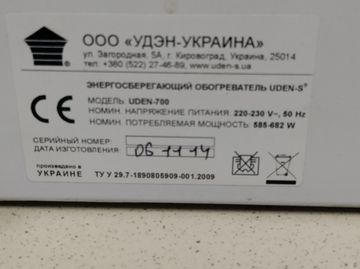 ООО «УДЭН-УКРАИНА»
ул. Загородная, 5А, г. Кировоград, Украина, 25014
тел. +380 (522) 27-46-89, www.uden-s.ua
ЭНЕРГОСБЕРЕГАЮЩИЙ ОБОГРЕВАТЕЛЬ UDEN-S®
CE
МОДЕЛЬ: UDEN-700
НОМИН. НАПРЯЖЕНИЕ ПИТАНИЯ: 220-230 V~, 50 Hz
НОМИН. ПОТРЕБЛЯЕМАЯ МОЩНОСТЬ: 585-682 W
СЕРИЙНЫЙ НОМЕР:
ДАТА ИЗГОТОВЛЕНИЯ: 06 11 14
произведено в
УКРАИНЕ
ТУ У 29.7-1890805909-001:2009